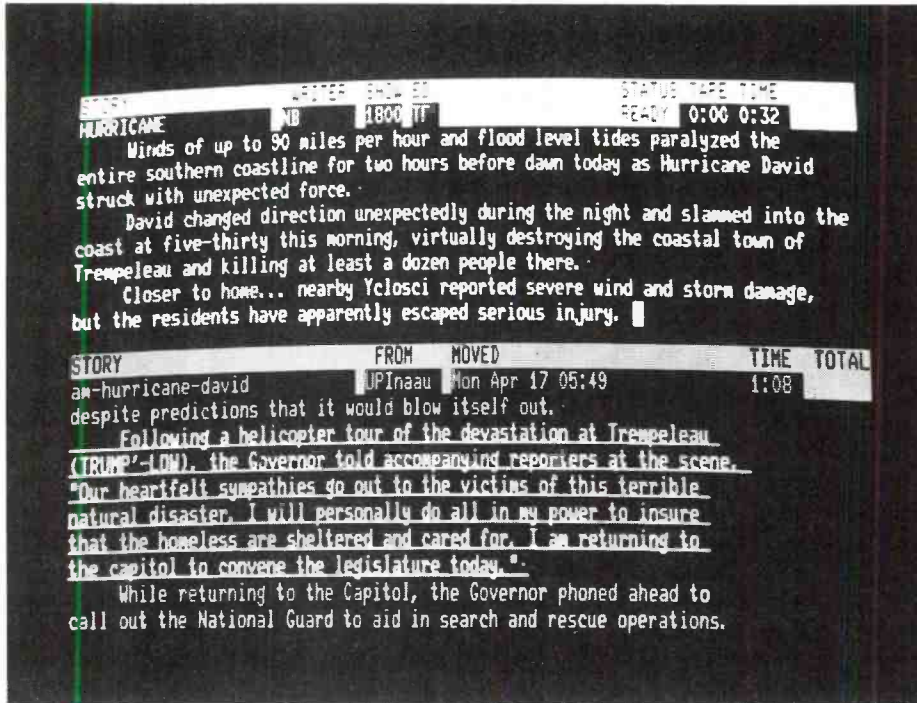 STORY WRITER SHOW ED STATUS TAPE TIME
HURRICANE NB 1800 TF READY 0:00 0:32
Winds of up to 90 miles per hour and flood level tides paralyzed the
entire southern coastline for two hours before dawn today as Hurricane David
struck with unexpected force.
David changed direction unexpectedly during the night and slammed into the
coast at five-thirty this morning, virtually destroying the coastal town of
Trempeleau and killing at least a dozen people there.
Closer to home... nearby Yclosci reported severe wind and storm damage,
but the residents have apparently escaped serious injury.
STORY FROM MOVED TIME TOTAL
am-hurricane-david UPInaau Mon Apr 17 05:49 1:08
despite predictions that it would blow itself out.
Following a helicopter tour of the devastation at Trempeleau
(TRUMP'-LOW), the Governor told accompanying reporters at the scene,
"Our heartfelt sympathies go out to the victims of this terrible
natural disaster. I will personally do all in my power to insure
that the homeless are sheltered and cared for. I am returning to
the capitol to convene the legislature today."
While returning to the Capitol, the Governor phoned ahead to
call out the National Guard to aid in search and rescue operations.